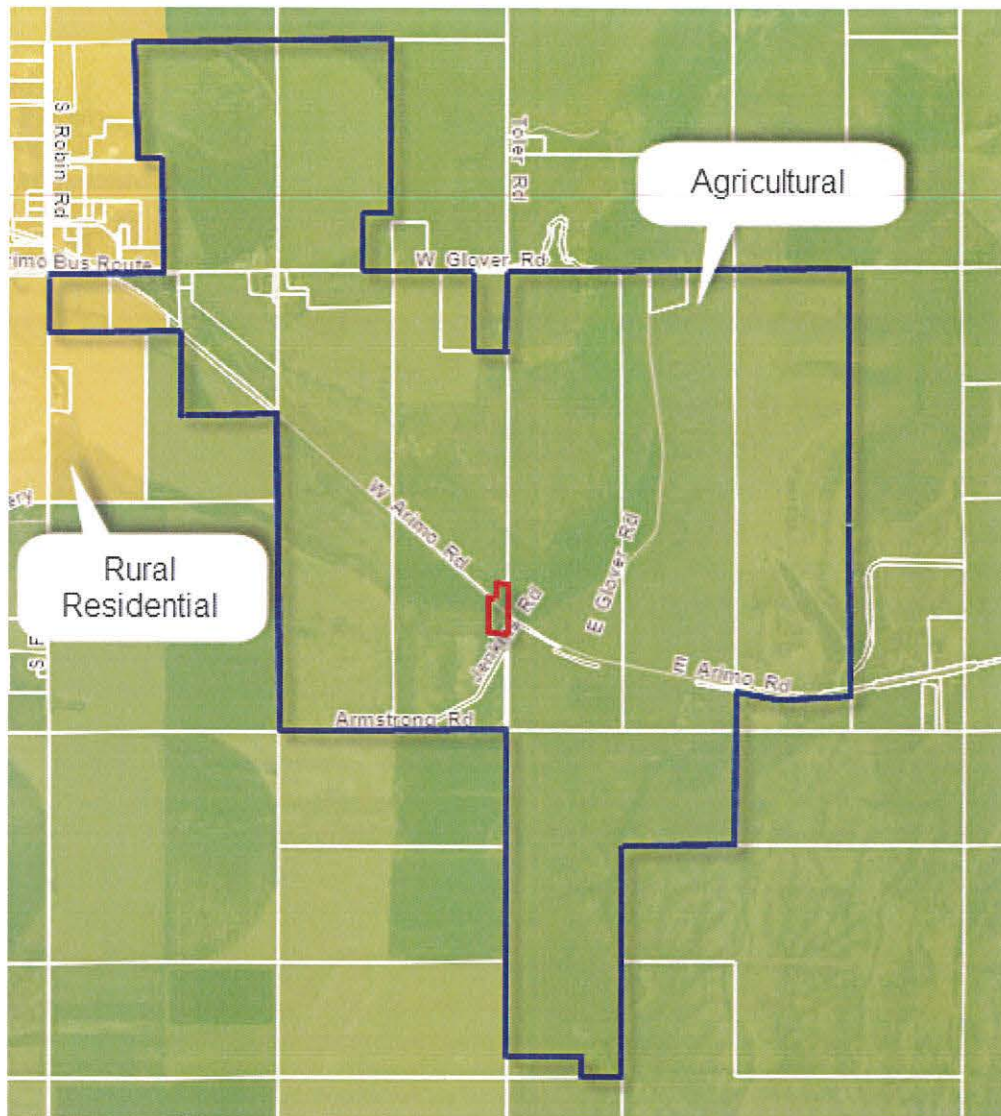 S Robin Rd
Toler Rd
Agricultural
imo Bus Route
W Glover Rd
W Arimo Rd
E Glover Rd
Rural
Residential
E Arimo Rd
Armstrong Rd